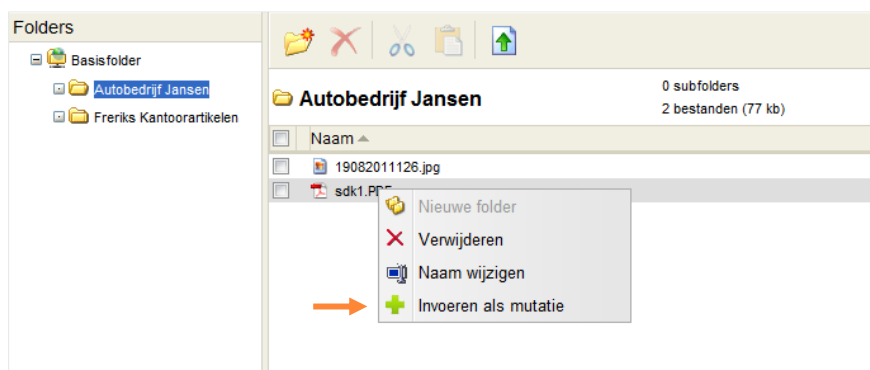 Folders
Basisfolder
Autobedrijf Jansen
Freriks Kantoorartikelen
Autobedrijf Jansen
0 subfolders
2 bestanden (77 kb)
Naam
19082011126.jpg
sdk1.PDF
Nieuwe folder
Verwijderen
Naam wijzigen
Invoeren als mutatie